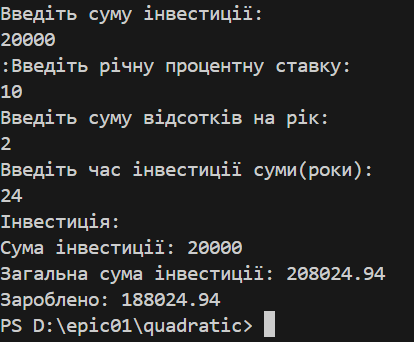 Введіть суму інвестиції:
20000
:Введіть річну процентну ставку:
10
Введіть суму відсотків на рік:
2
Введіть час інвестиції суми(роки):
24
Інвестиція:
Сума інвестиції: 20000
Загальна сума інвестиції: 208024.94
Зароблено: 188024.94
PS D:\epic01\quadratic>